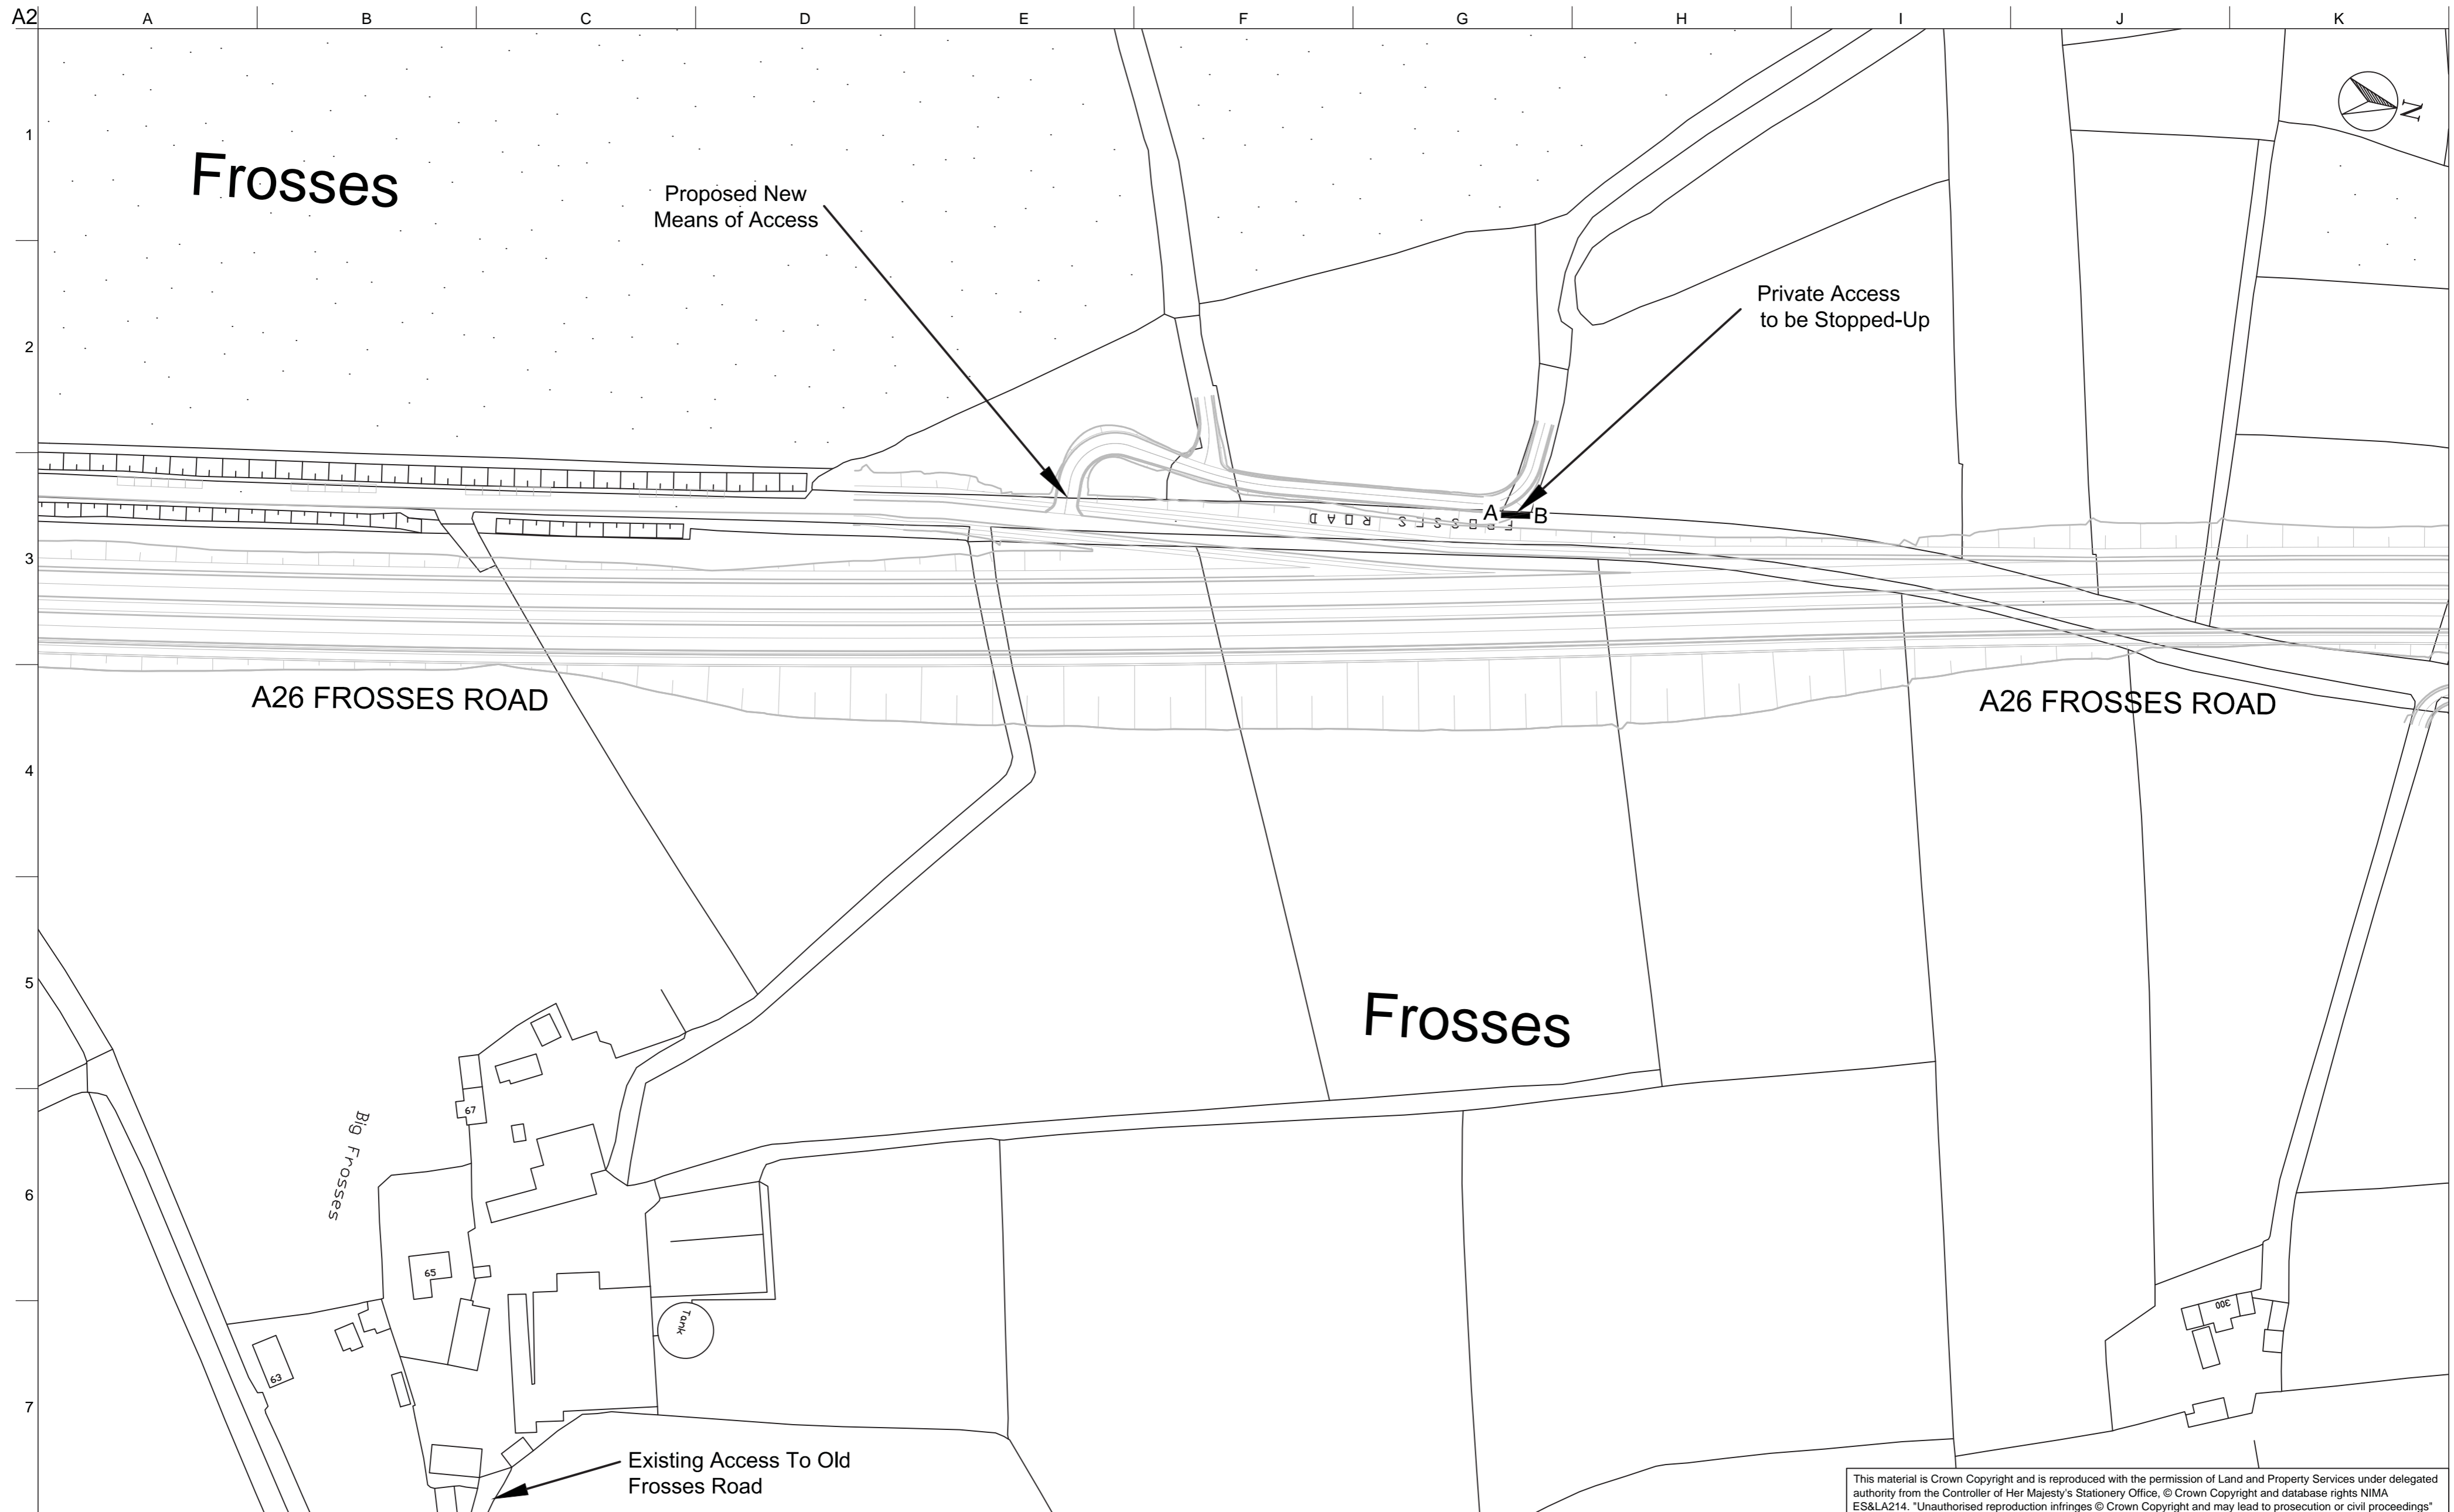 A2
A B C D E F G H I J K
N
1
Frosses
Proposed New
Means of Access
Private Access
to be Stopped-Up
2
A B
FROSSES ROAD
3
A26 FROSSES ROAD
A26 FROSSES ROAD
4
5
Frosses
67
Big Frosses
6
65
300
Tank
63
7
Existing Access To Old
Frosses Road
This material is Crown Copyright and is reproduced with the permission of Land and Property Services under delegated
authority from the Controller of Her Majesty's Stationery Office, © Crown Copyright and database rights NIMA
ES&LA214. "Unauthorised reproduction infringes © Crown Copyright and may lead to prosecution or civil proceedings"